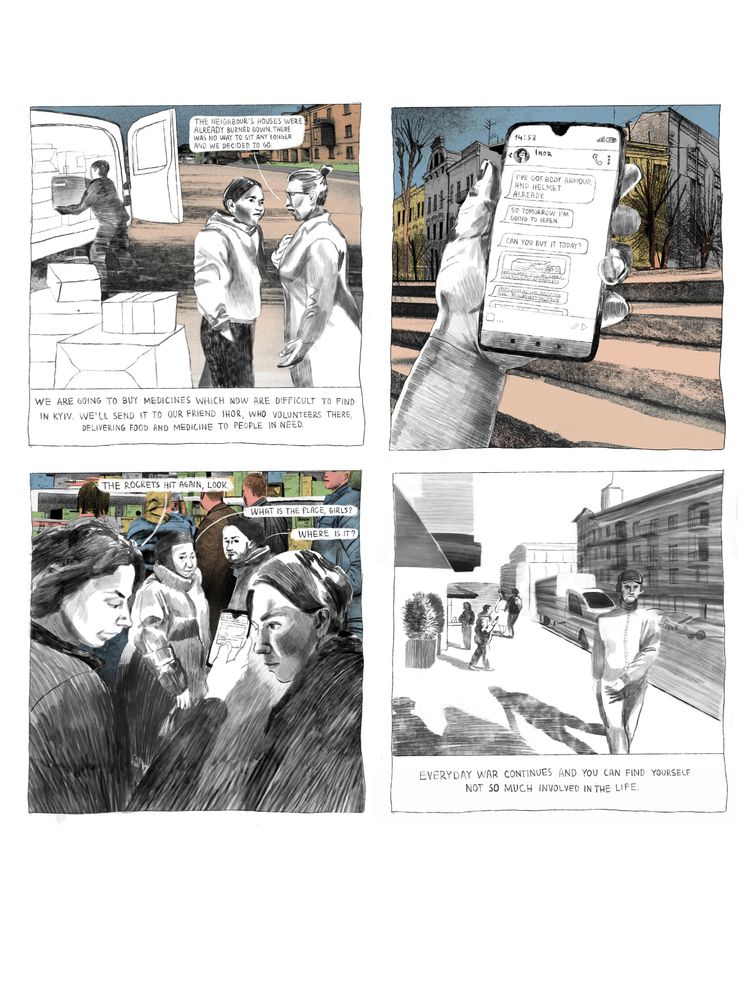 THE NEIGHBOUR'S HOUSES WERE
ALREADY BURNED DOWN. THERE
WAS NO WAY TO SIT ANY LONGER
AND WE DECIDED TO GO.
WE ARE GOING TO BUY MEDICINES WHICH NOW ARE DIFFICULT TO FIND
IN KYIV. WE'LL SEND IT TO OUR FRIEND IHOR, WHO VOLUNTEERS THERE,
DELIVERING FOOD AND MEDICINE TO PEOPLE IN NEED.
14:53
IHOR
I'VE GOT BODY ARMOUR
AND HELMET
ALREADY.
SO TOMORROW I'M
GOING TO IRPEN.
CAN YOU BUY IT TODAY?
THE ROCKETS HIT AGAIN, LOOK
WHAT IS THE PLACE, GIRLS?
WHERE IS IT?
EVERYDAY WAR CONTINUES AND YOU CAN FIND YOURSELF
NOT SO MUCH INVOLVED IN THE LIFE.